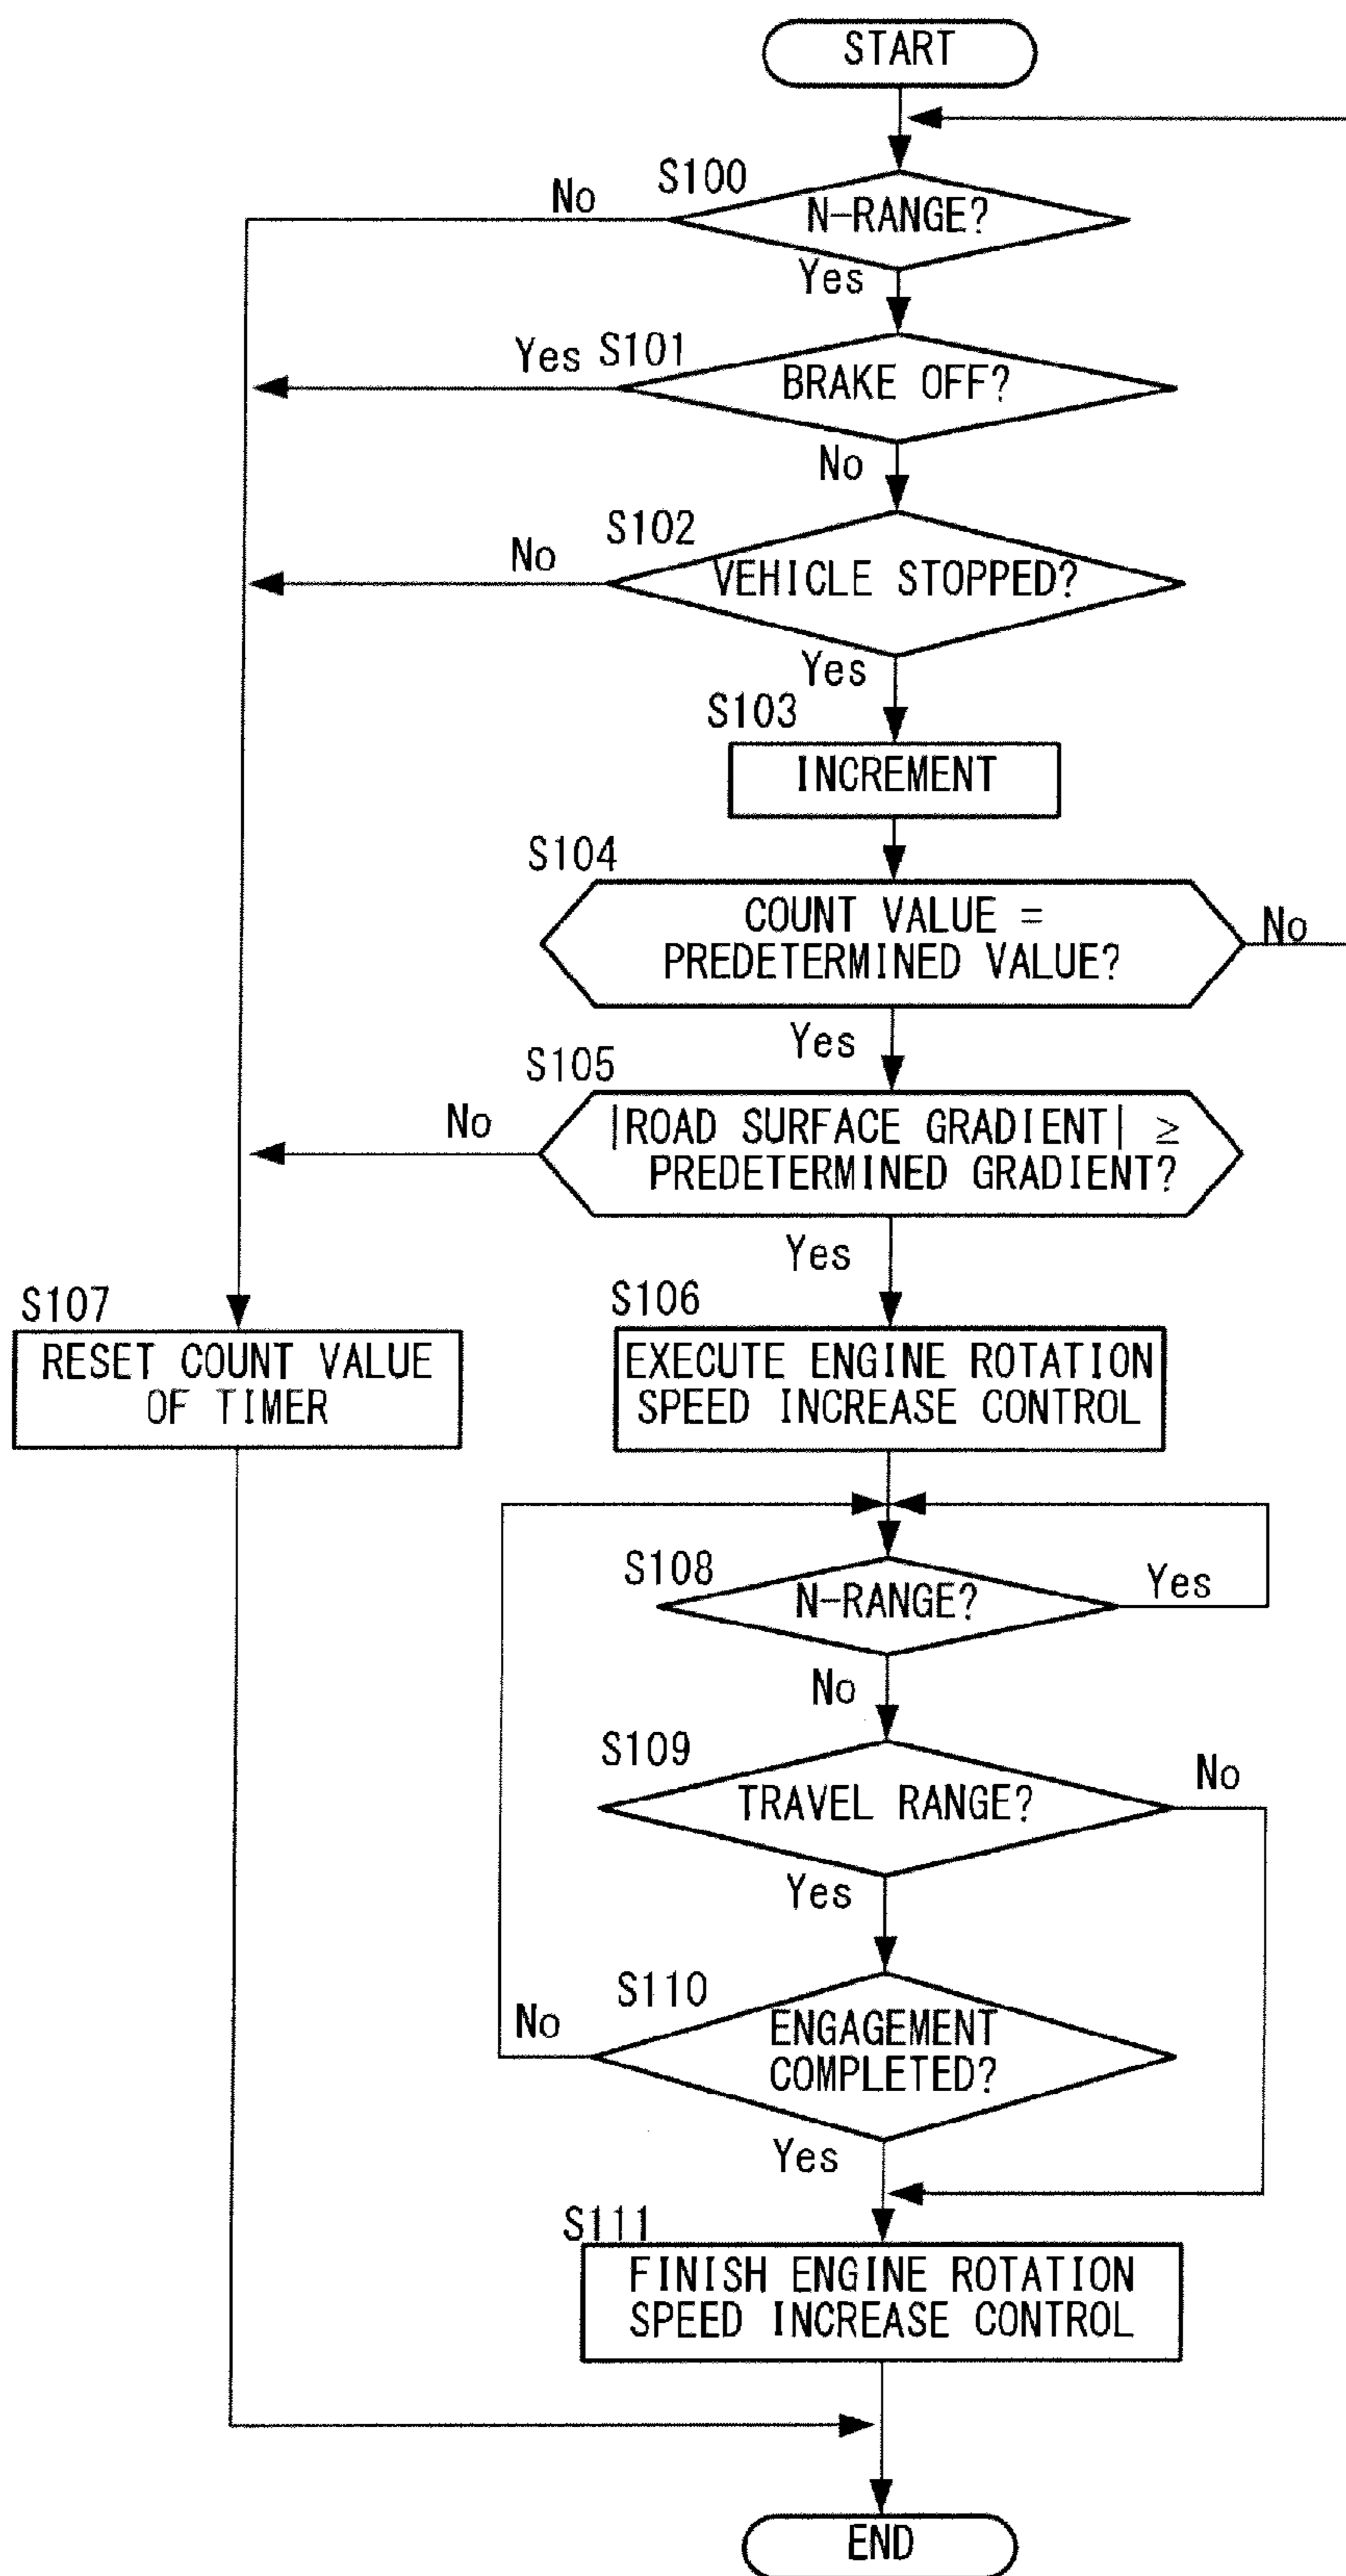 START
S100
No
N-RANGE?
Yes
S101
Yes
BRAKE OFF?
No
S102
No
VEHICLE STOPPED?
Yes
S103
INCREMENT
S104
COUNT VALUE =
PREDETERMINED VALUE?
No
Yes
S105
No
|ROAD SURFACE GRADIENT| ≥
PREDETERMINED GRADIENT?
Yes
S107
RESET COUNT VALUE
OF TIMER
S106
EXECUTE ENGINE ROTATION
SPEED INCREASE CONTROL
S108
N-RANGE?
Yes
No
S109
TRAVEL RANGE?
No
Yes
S110
No
ENGAGEMENT
COMPLETED?
Yes
S111
FINISH ENGINE ROTATION
SPEED INCREASE CONTROL
END